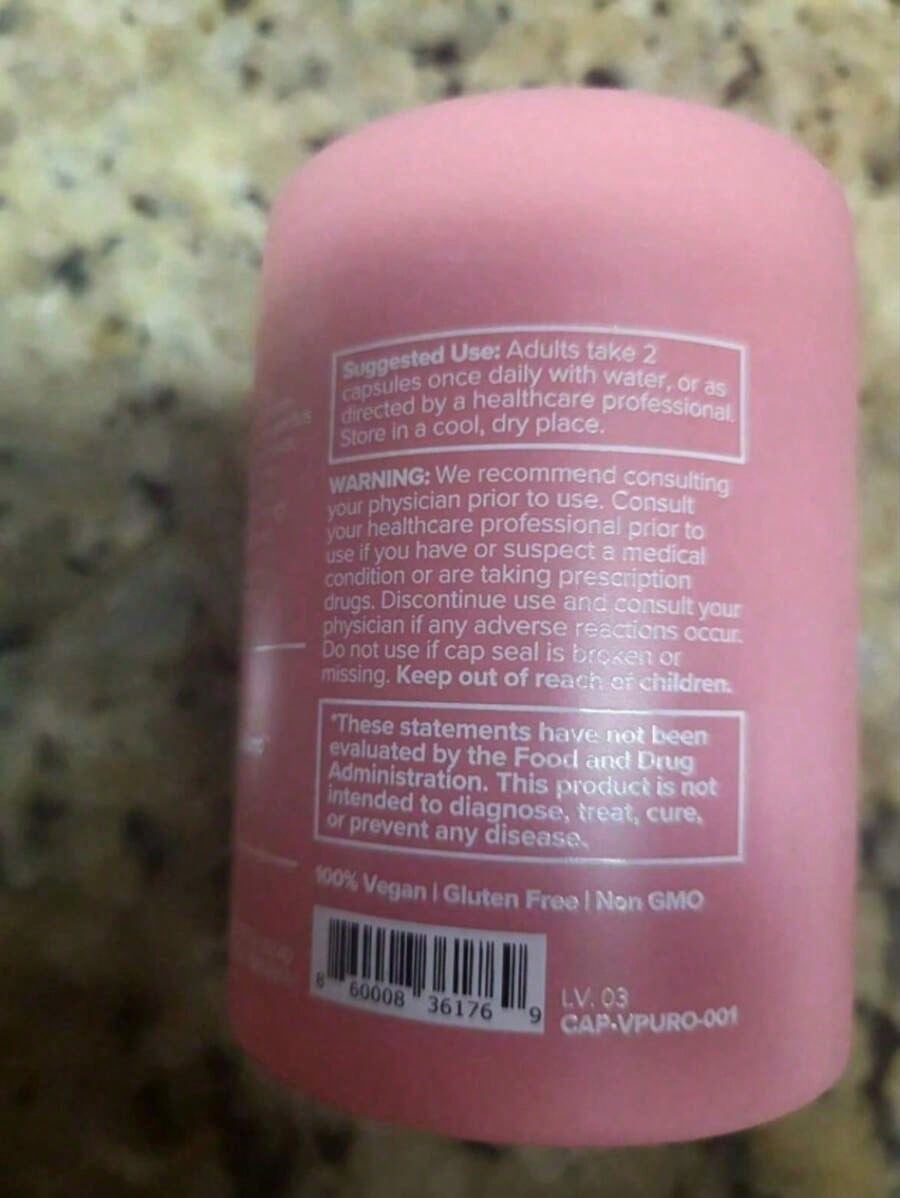 Suggested Use: Adults take 2
capsules once daily with water, or as
directed by a healthcare professional.
Store in a cool, dry place.
WARNING: We recommend consulting
your physician prior to use. Consult
your healthcare professional prior to
use if you have or suspect a medical
condition or are taking prescription
drugs. Discontinue use and consult your
physician if any adverse reactions occur.
Do not use if cap seal is broken or
missing. Keep out of reach of children.
*These statements have not been
evaluated by the Food and Drug
Administration. This product is not
intended to diagnose, treat, cure,
or prevent any disease.
100% Vegan | Gluten Free | Non GMO
8 60008 36176 9
LV. 03
CAP-VPURO-001